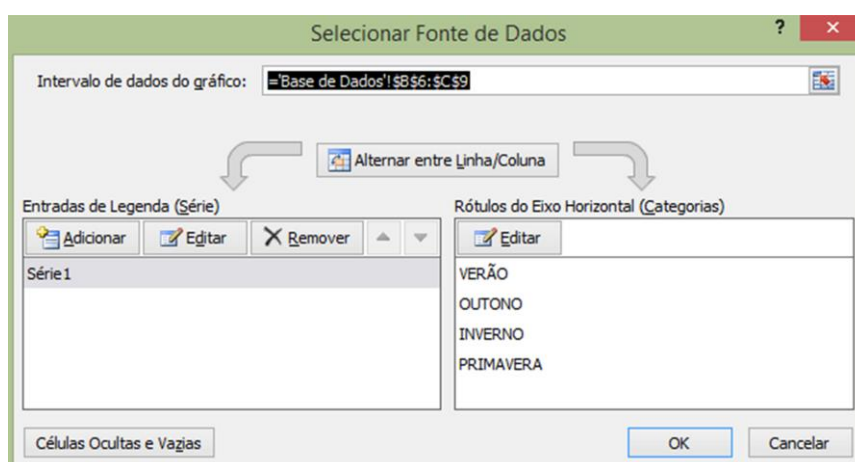 Selecionar Fonte de Dados
?
Intervalo de dados do gráfico: ='Base de Dados'!$B$6:$C$9
Alternar entre Linha/Coluna
Entradas de Legenda (Série)
Adicionar Editar Remover
Série1
Rótulos do Eixo Horizontal (Categorias)
Editar
VERÃO
OUTONO
INVERNO
PRIMAVERA
Células Ocultas e Vazias
OK Cancelar